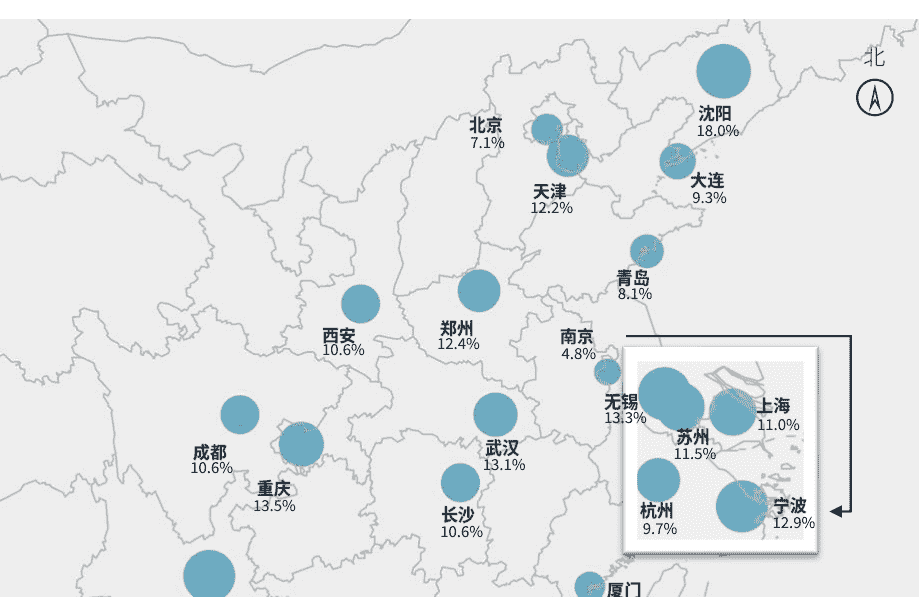 北
沈阳
18.0%
北京
7.1%
天津
12.2%
大连
9.3%
青岛
8.1%
西安
10.6%
郑州
12.4%
南京
4.8%
无锡
13.3%
上海
11.0%
苏州
11.5%
成都
10.6%
武汉
13.1%
重庆
13.5%
长沙
10.6%
杭州
9.7%
宁波
12.9%
厦门